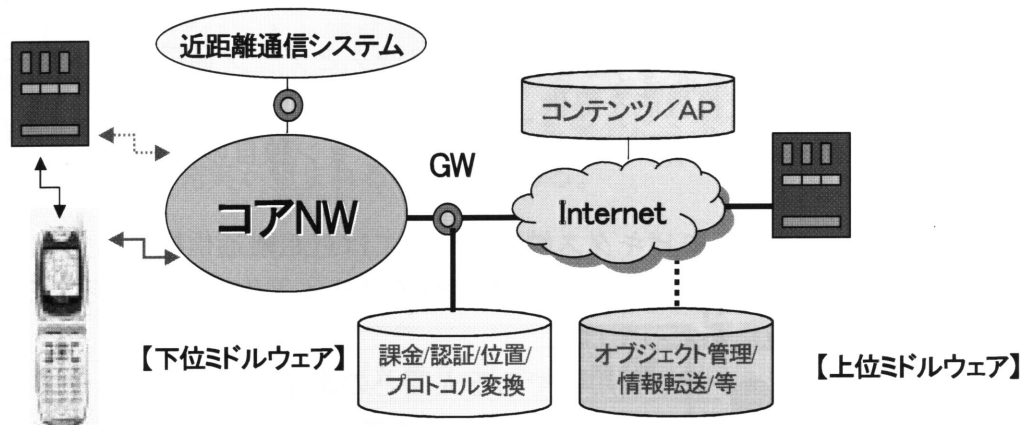 近距離通信システム
コンテンツ／AP
GW
コアNW
Internet
【下位ミドルウェア】
課金/認証/位置/
プロトコル変換
オブジェクト管理/
情報転送/等
【上位ミドルウェア】